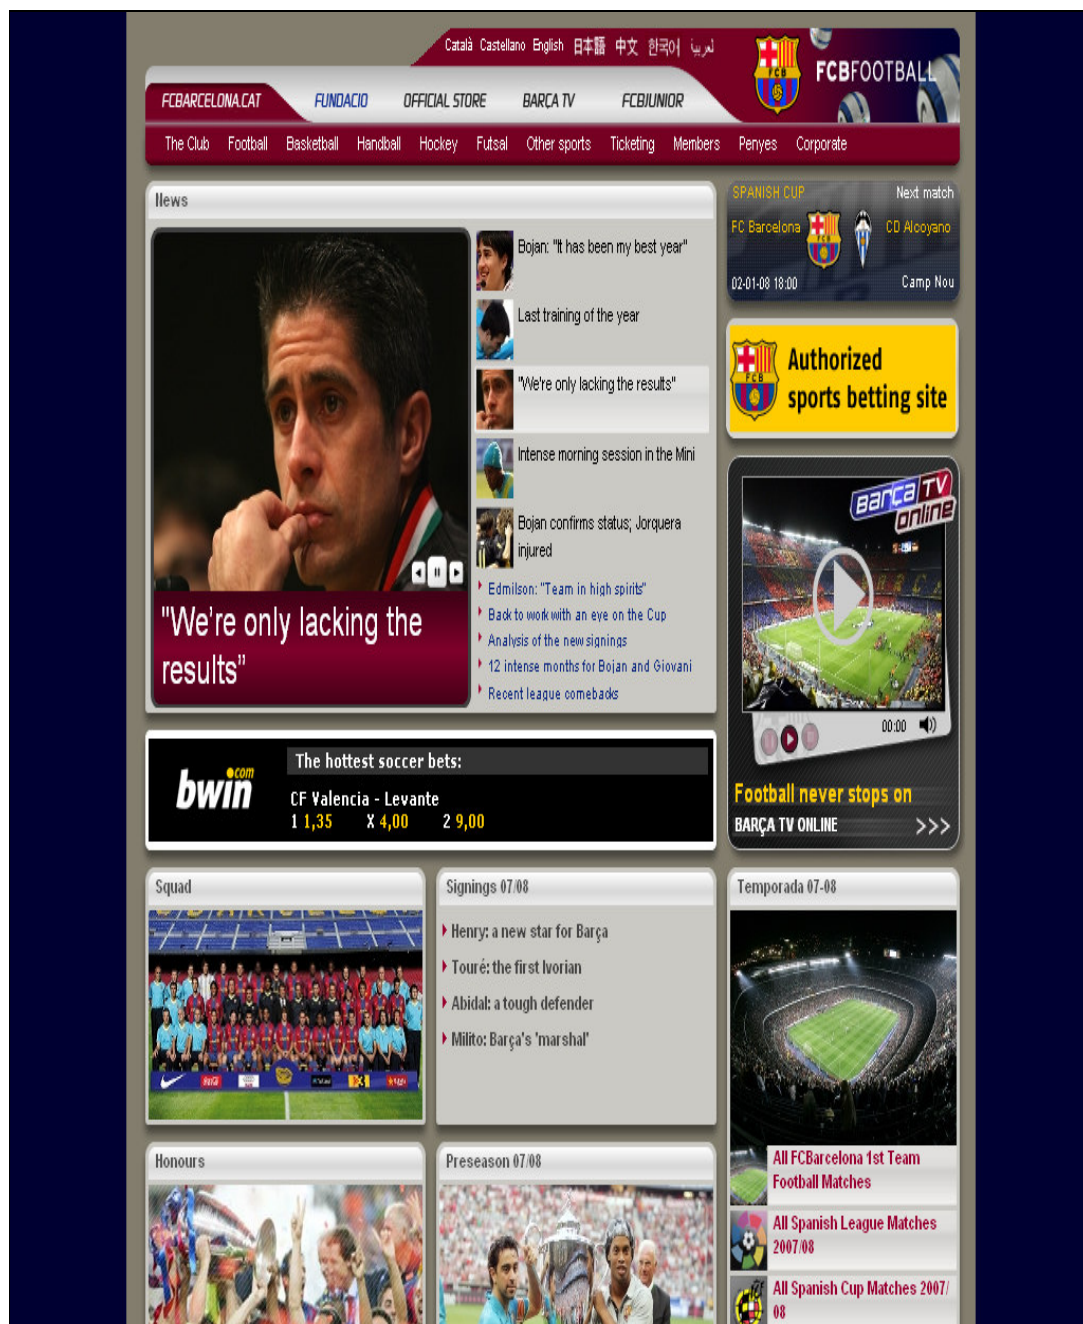 Català Castellano English 日本語 中文 한국어
FCBFOOTBALL
FCBARCELONA.CAT FUNDACIO OFFICIAL STORE BARÇA TV FCBJUNIOR
The Club Football Basketball Handball Hockey Futsal Other sports Ticketing Members Penyes Corporate
News
"We're only lacking the
results"
Bojan: "It has been my best year"
Last training of the year
"We're only lacking the results"
Intense morning session in the Mini
Bojan confirms status; Jorquera
injured
Edmilson: "Team in high spirits"
Back to work with an eye on the Cup
Analysis of the new signings
12 intense months for Bojan and Giovani
Recent league comebacks
SPANISH CUP Next match
FC Barcelona FCB CD Alcoyano
02-01-08 18:00 Camp Nou
FCB
Authorized
sports betting site
Barça TV
online
00:00
Football never stops on
BARÇA TV ONLINE >>>
bwin.com
The hottest soccer bets:
CF Valencia - Levante
1 1,35 X 4,00 2 9,00
Squad
Signings 07/08
Henry: a new star for Barça
Touré: the first Ivorian
Abidal: a tough defender
Milito: Barça's 'marshal'
Temporada 07-08
All FCBarcelona 1st Team
Football Matches
All Spanish League Matches
2007/08
All Spanish Cup Matches 2007/
08
Honours
Preseason 07/08